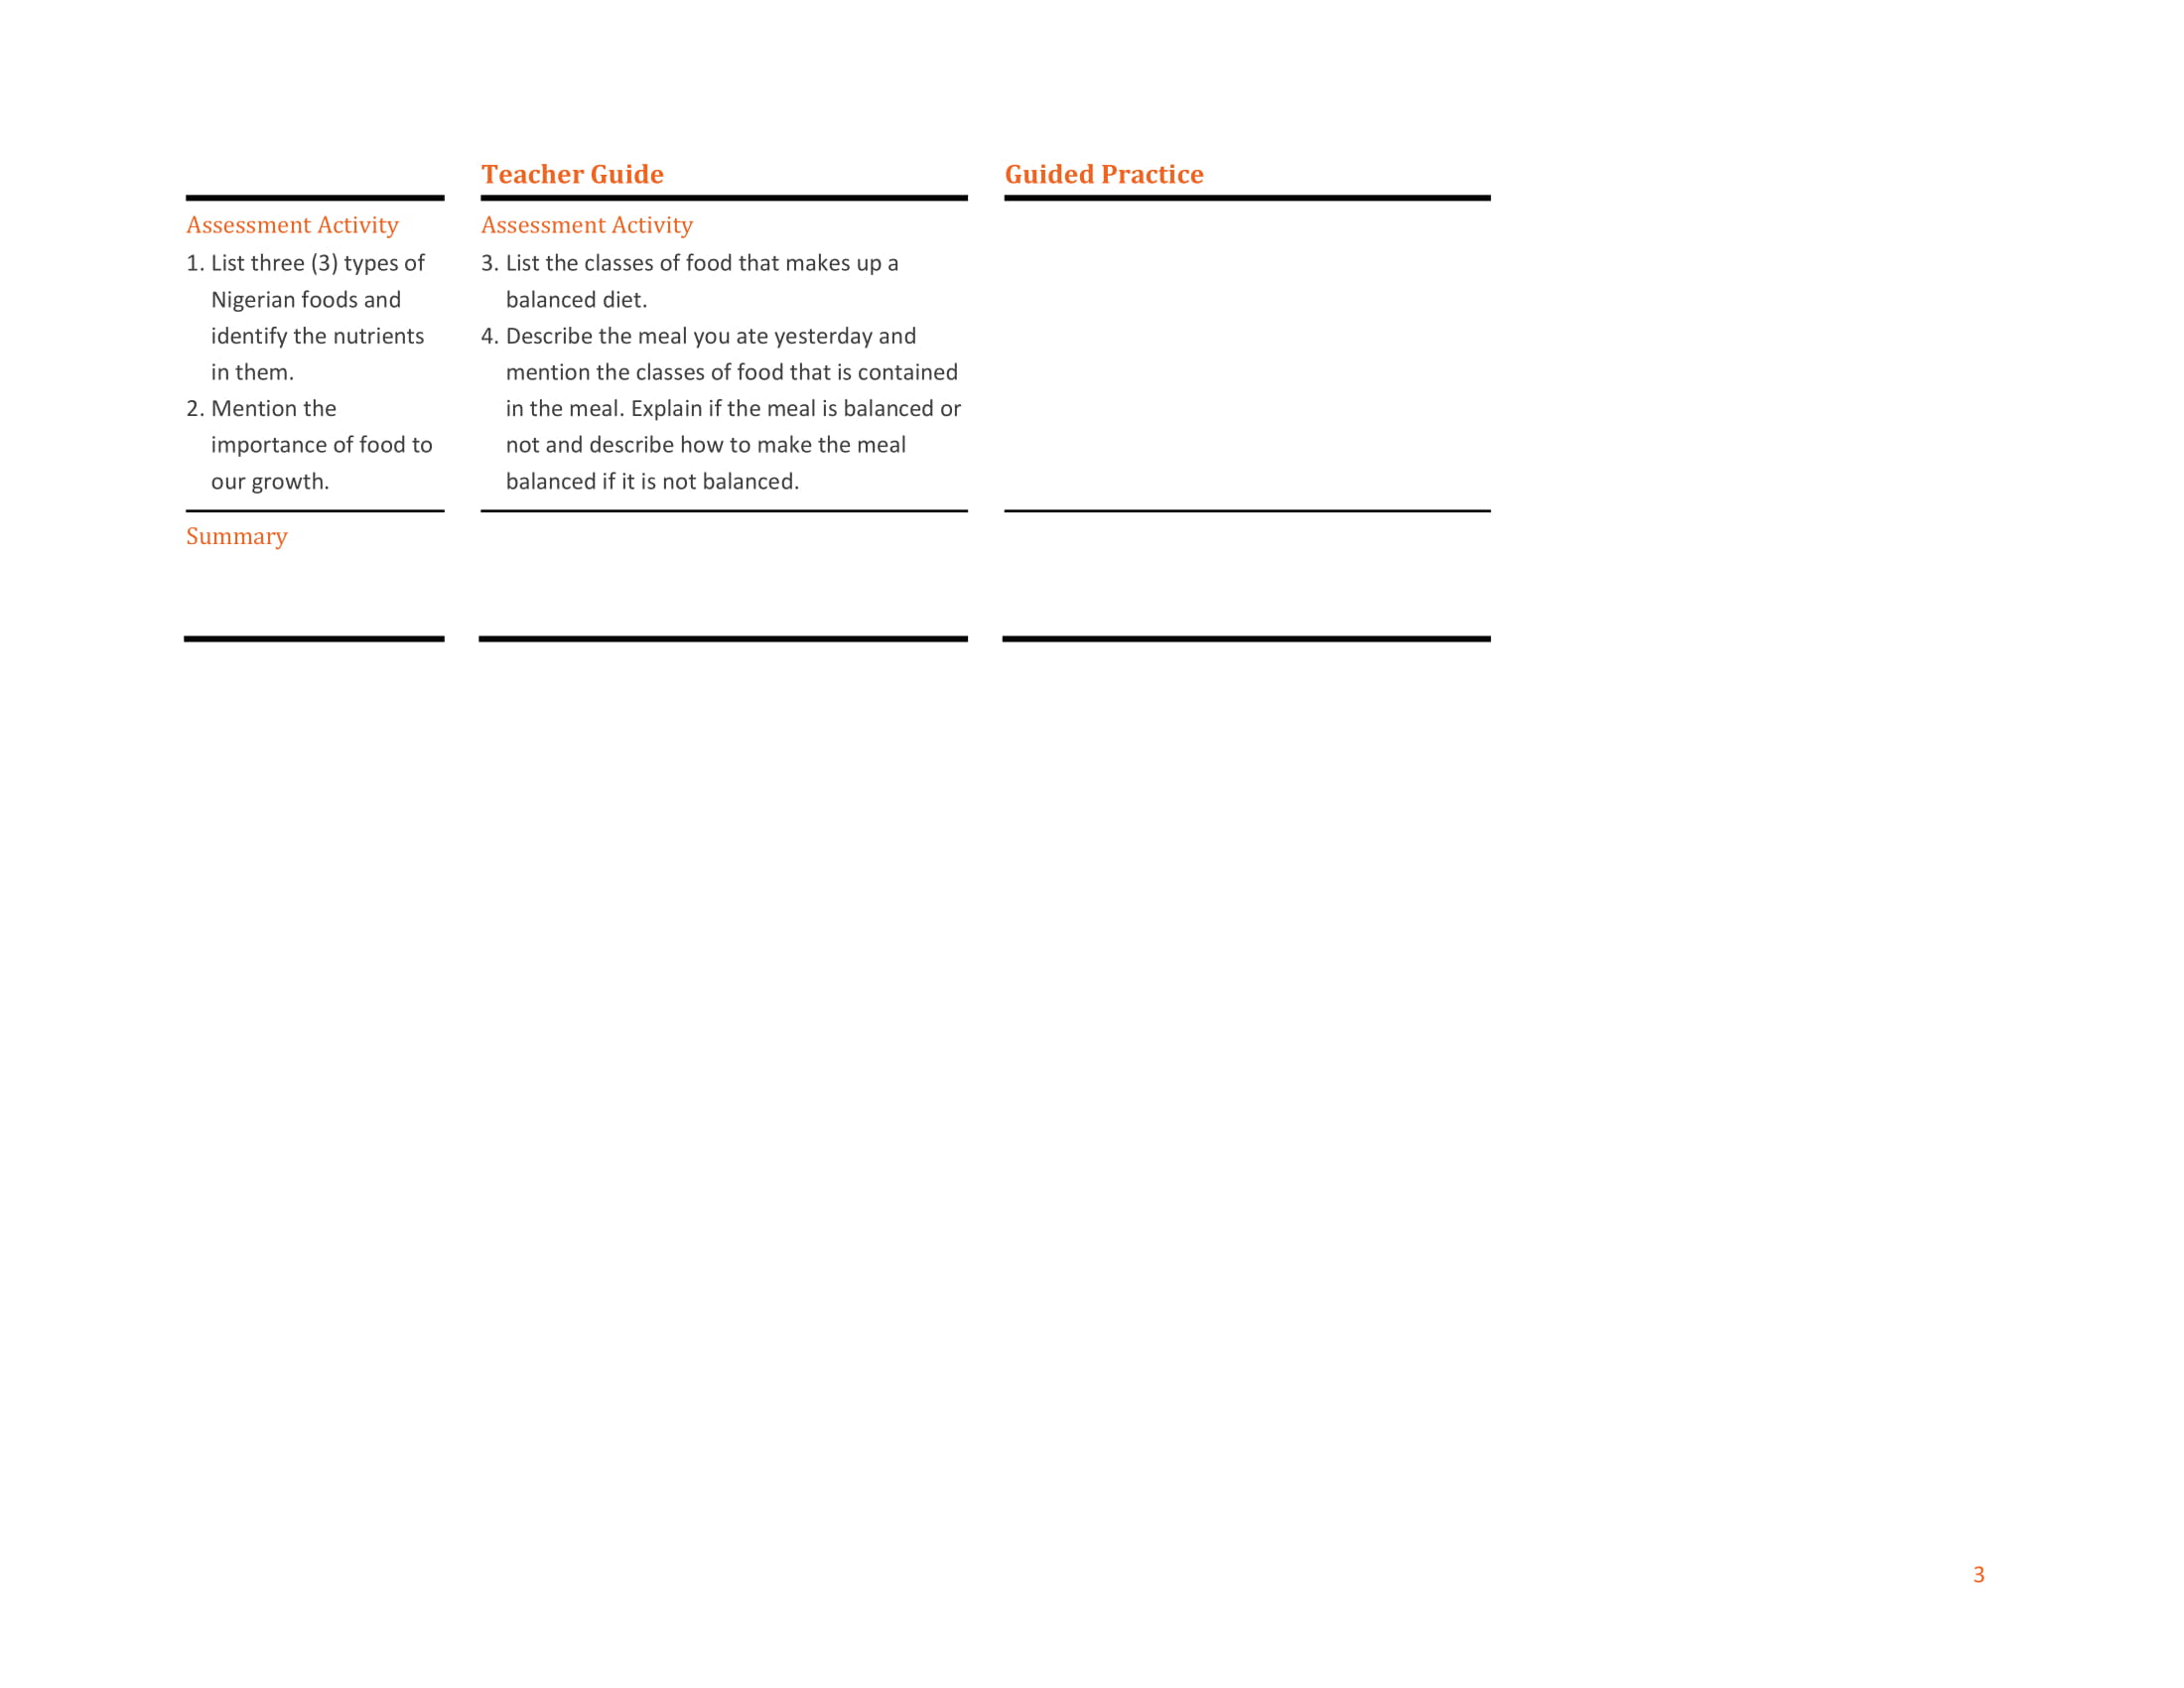 Teacher Guide
Guided Practice
Assessment Activity
1. List three (3) types of
Nigerian foods and
identify the nutrients
in them.
2. Mention the
importance of food to
our growth.
Assessment Activity
3. List the classes of food that makes up a
balanced diet.
4. Describe the meal you ate yesterday and
mention the classes of food that is contained
in the meal. Explain if the meal is balanced or
not and describe how to make the meal
balanced if it is not balanced.
Summary
3